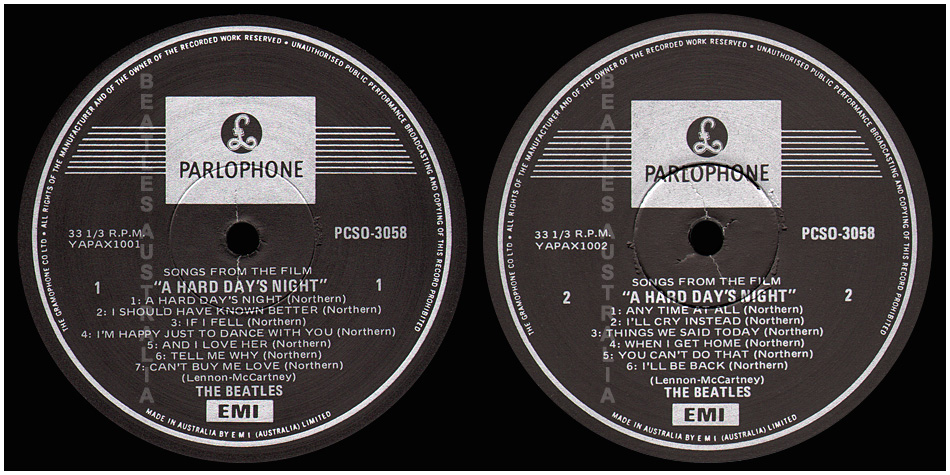 THE GRAMOPHONE CO LTD • ALL RIGHTS OF THE MANUFACTURER AND OF THE OWNER OF THE RECORDED WORK RESERVED • UNAUTHORISED PUBLIC PERFORMANCE BROADCASTING AND COPYING OF THIS RECORD PROHIBITED
BEATLES AUSTRALIA
£
PARLOPHONE
33 1/3 R.P.M.
YAPAX1001
PCSO-3058
SONGS FROM THE FILM
1 "A HARD DAY'S NIGHT" 1
1: A HARD DAY'S NIGHT (Northern)
2: I SHOULD HAVE KNOWN BETTER (Northern)
3: IF I FELL (Northern)
4: I'M HAPPY JUST TO DANCE WITH YOU (Northern)
5: AND I LOVE HER (Northern)
6: TELL ME WHY (Northern)
7: CAN'T BUY ME LOVE (Northern)
(Lennon-McCartney)
THE BEATLES
EMI
MADE IN AUSTRALIA BY E M I (AUSTRALIA) LIMITED
THE GRAMOPHONE CO LTD • ALL RIGHTS OF THE MANUFACTURER AND OF THE OWNER OF THE RECORDED WORK RESERVED • UNAUTHORISED PUBLIC PERFORMANCE BROADCASTING AND COPYING OF THIS RECORD PROHIBITED
BEATLES AUSTRALIA
£
PARLOPHONE
33 1/3 R.P.M.
YAPAX1002
PCSO-3058
SONGS FROM THE FILM
2 "A HARD DAY'S NIGHT" 2
1: ANY TIME AT ALL (Northern)
2: I'LL CRY INSTEAD (Northern)
3: THINGS WE SAID TODAY (Northern)
4: WHEN I GET HOME (Northern)
5: YOU CAN'T DO THAT (Northern)
6: I'LL BE BACK (Northern)
(Lennon-McCartney)
THE BEATLES
EMI
MADE IN AUSTRALIA BY E M I (AUSTRALIA) LIMITED